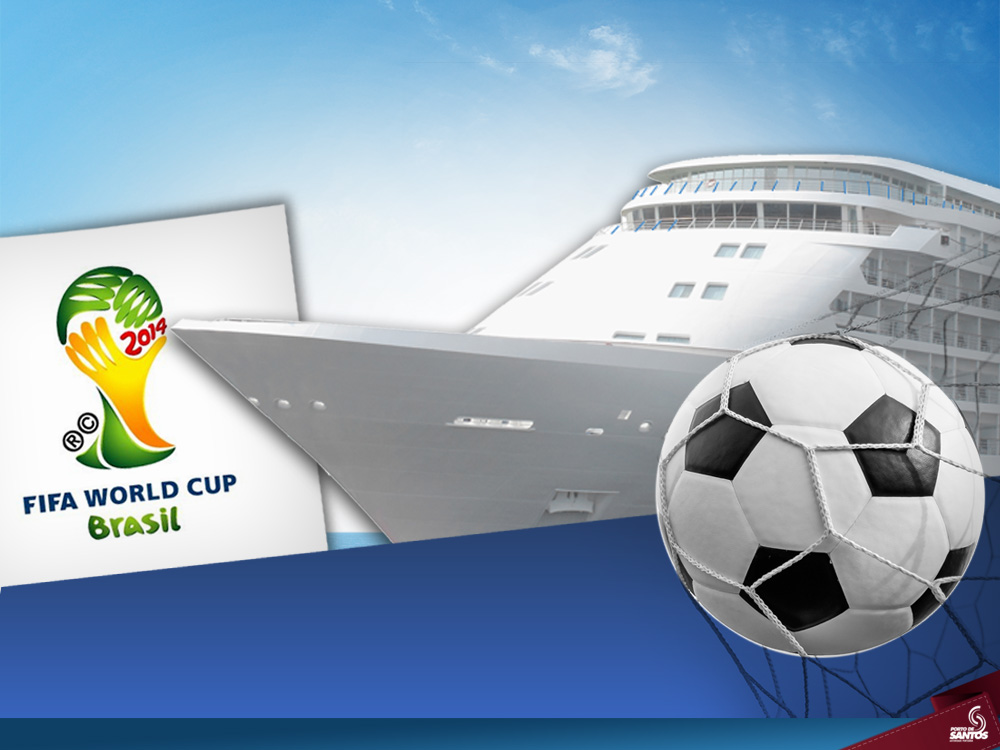 2014
®©
FIFA WORLD CUP
Brasil
PORTO DE
SANTOS